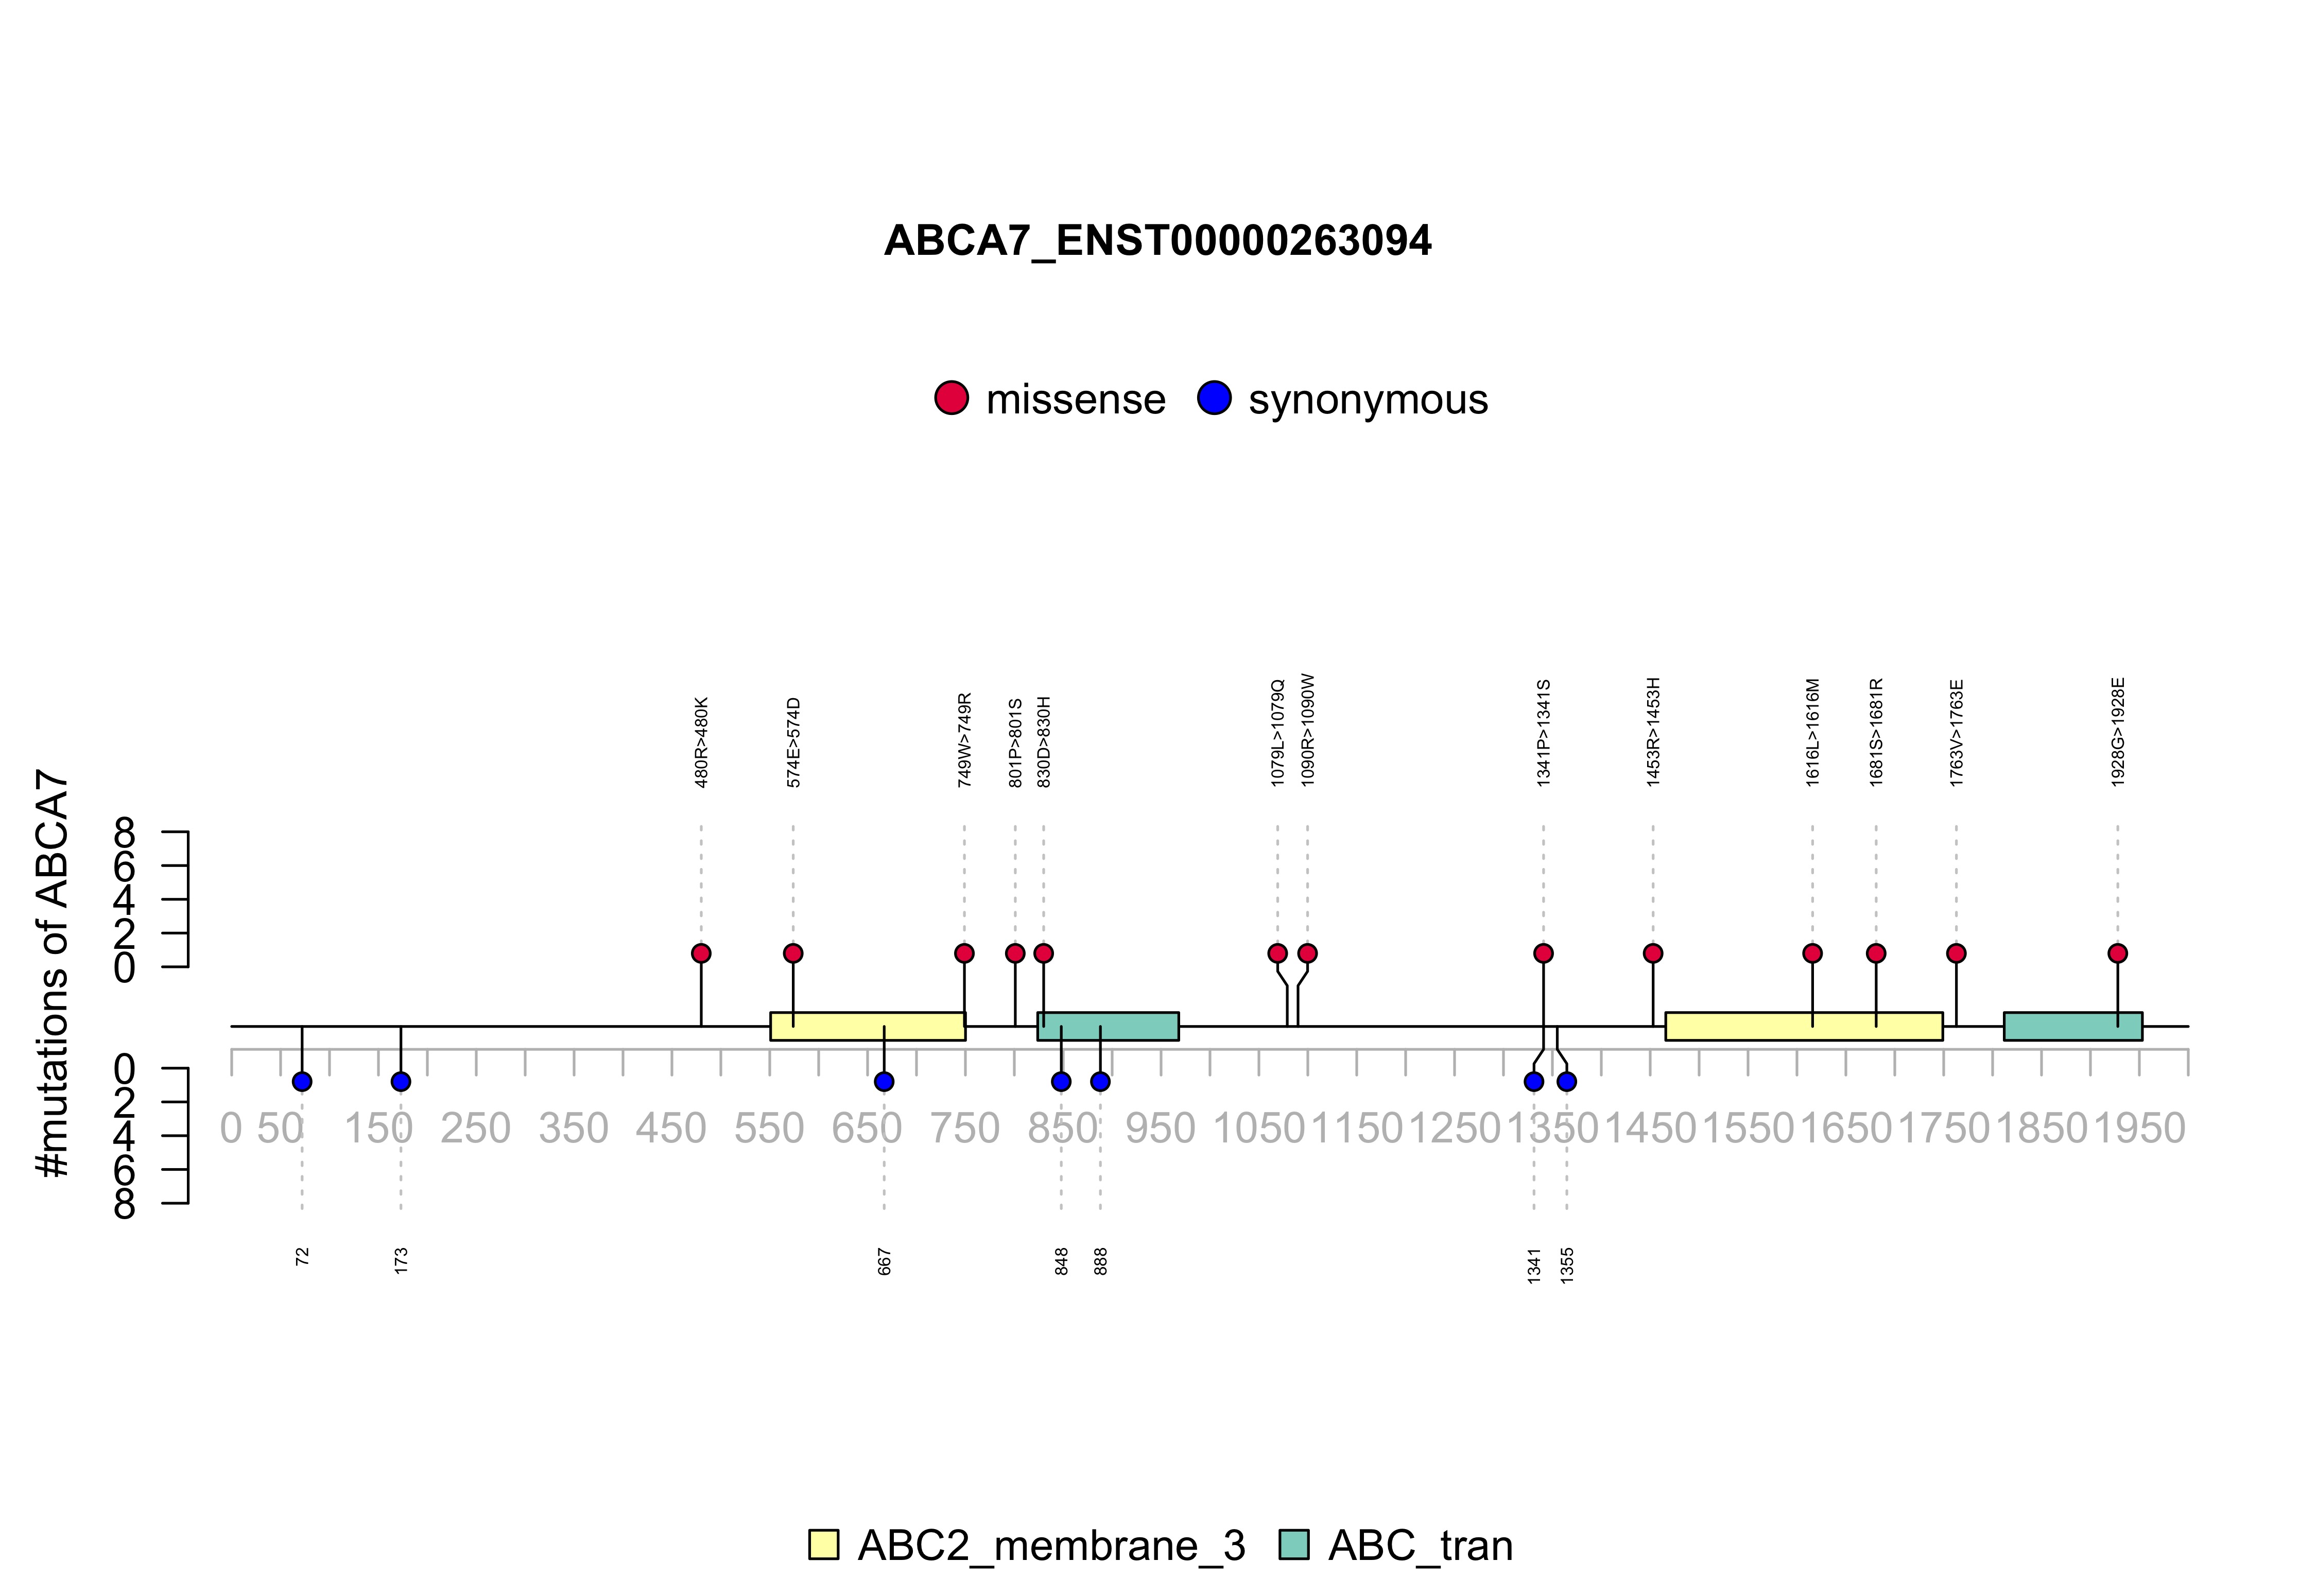 ABCA7_ENST00000263094
missense synonymous
480R>480K
574E>574D
749W>749R
801P>801S
830D>830H
1079L>1079Q
1090R>1090W
1341P>1341S
1453R>1453H
1616L>1616M
1681S>1681R
1763V>1763E
1928G>1928E
#mutations of ABCA7
8
6
4
2
0
0
2
4
6
8
0 50 150 250 350 450 550 650 750 850 950 1050 1150 1250 1350 1450 1550 1650 1750 1850 1950
72
173
667
848
888
1341
1355
ABC2_membrane_3 ABC_tran